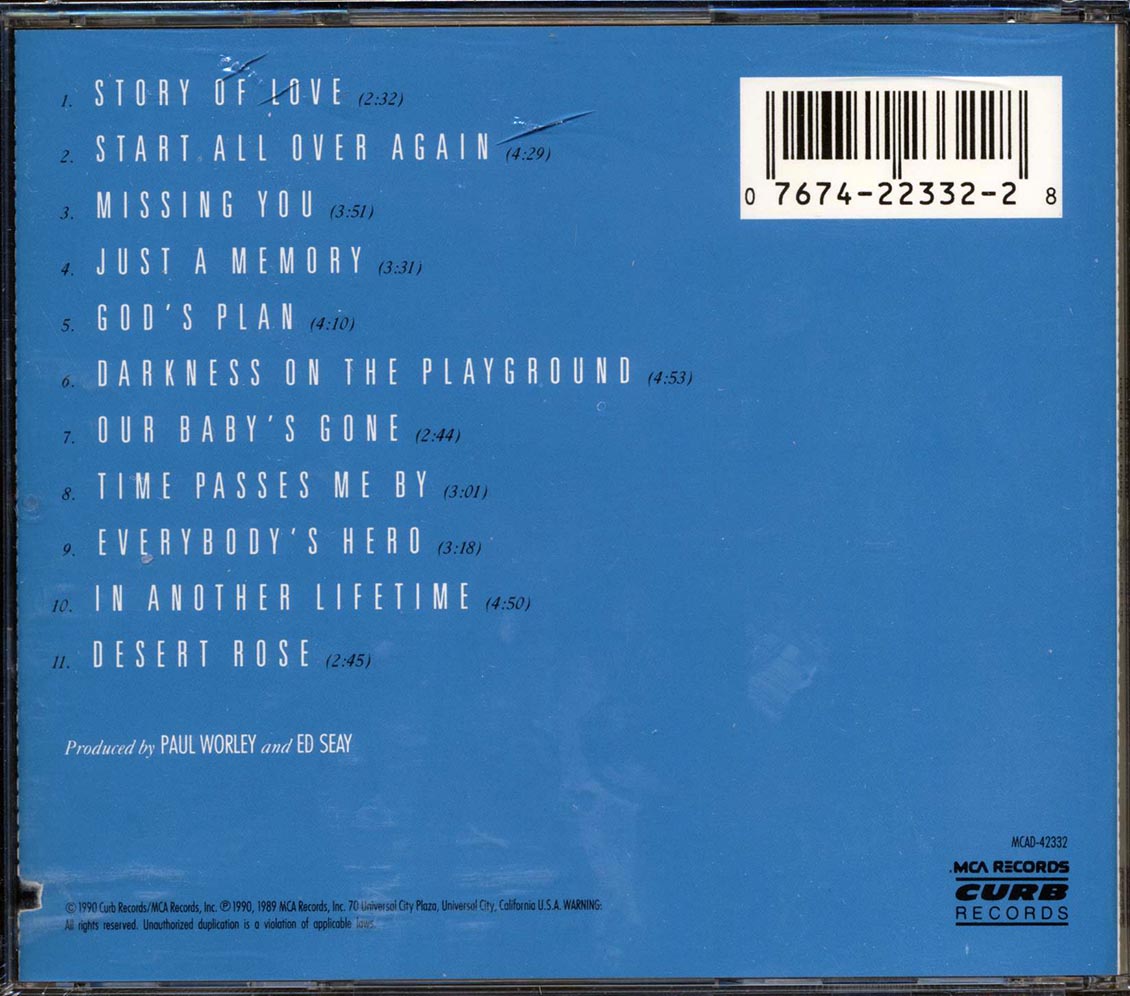 1. STORY OF LOVE (2:32)
2. START ALL OVER AGAIN (4:29)
3. MISSING YOU (3:51)
4. JUST A MEMORY (3:31)
5. GOD'S PLAN (4:10)
6. DARKNESS ON THE PLAYGROUND (4:53)
7. OUR BABY'S GONE (2:44)
8. TIME PASSES ME BY (3:01)
9. EVERYBODY'S HERO (3:18)
10. IN ANOTHER LIFETIME (4:50)
11. DESERT ROSE (2:45)
0 7674-22332-2 8
Produced by PAUL WORLEY and ED SEAY
MCAD-42332
MCA RECORDS
CURB
RECORDS
© 1990 Curb Records/MCA Records, Inc. ℗ 1990, 1989 MCA Records, Inc. 70 Universal City Plaza, Universal City, California U.S.A. WARNING:
All rights reserved. Unauthorized duplication is a violation of applicable laws.